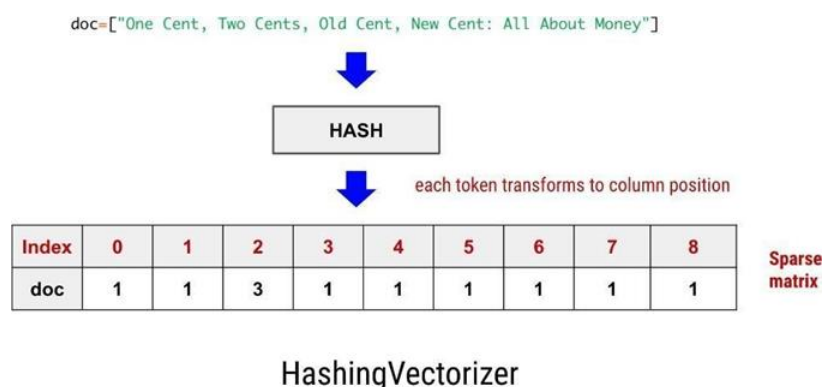 doc=["One Cent, Two Cents, Old Cent, New Cent: All About Money"]
HASH
each token transforms to column position
Index 0 1 2 3 4 5 6 7 8
doc 1 1 3 1 1 1 1 1 1
Sparse
matrix
HashingVectorizer